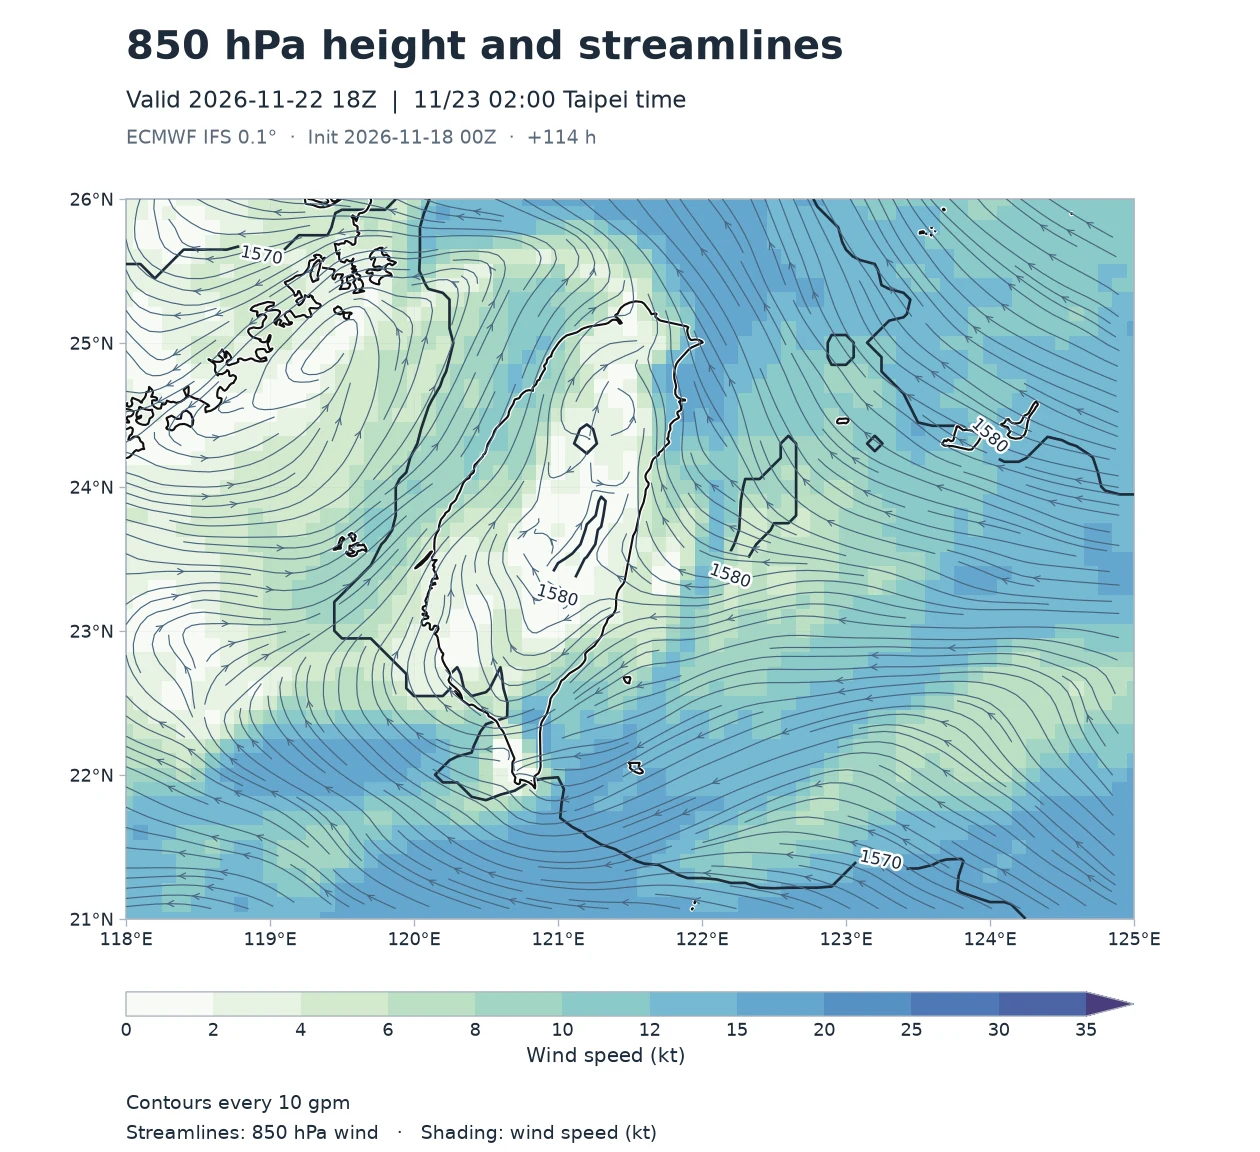 850 hPa height and streamlines
Valid 2026-11-22 18Z | 11/23 02:00 Taipei time
ECMWF IFS 0.1° · Init 2026-11-18 00Z · +114 h
26°N
1570
25°N
1580
24°N
1580
1580
23°N
22°N
1570
21°N
118°E 119°E 120°E 121°E 122°E 123°E 124°E 125°E
0 2 4 6 8 10 12 15 20 25 30 35
Wind speed (kt)
Contours every 10 gpm
Streamlines: 850 hPa wind · Shading: wind speed (kt)